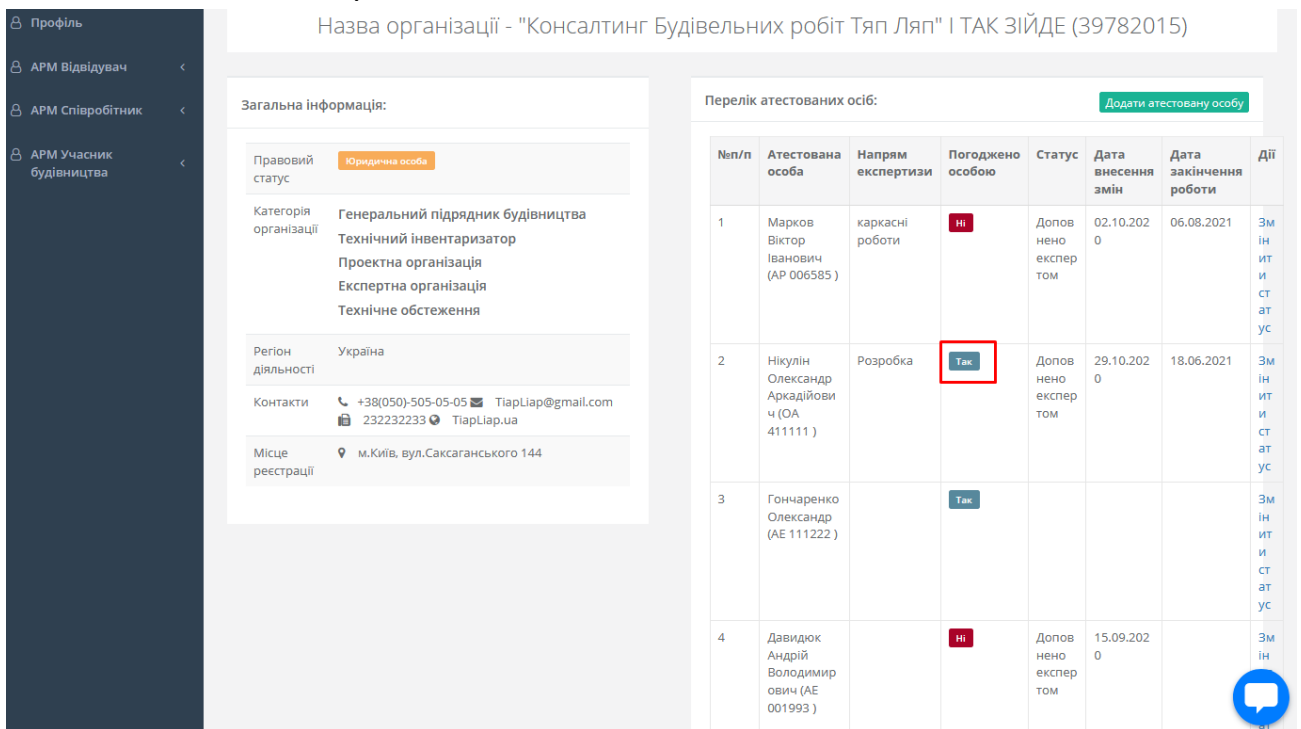 Профіль
АРМ Відвідувач
АРМ Співробітник
АРМ Учасник
будівництва
Назва організації - "Консалтинг Будівельних робіт Тяп Ляп" І ТАК ЗІЙДЕ (39782015)
Загальна інформація:
Правовий
статус
Юридична особа
Категорія
організації
Генеральний підрядник будівництва
Технічний інвентаризатор
Проектна організація
Експертна організація
Технічне обстеження
Регіон
діяльності
Україна
Контакти
+38(050)-505-05-05 TiapLiap@gmail.com
232232233 TiapLiap.ua
Місце
реєстрації
м.Київ, вул.Саксаганського 144
Перелік атестованих осіб:
Додати атестовану особу
№п/п
Атестована
особа
Напрям
експертизи
Погоджено
особою
Статус
Дата
внесення
змін
Дата
закінчення
роботи
Дії
1
Марков
Віктор
Іванович
(АР 006585 )
каркасні
роботи
Ні
Допов
нено
експер
том
02.10.202
0
06.08.2021
Зм
ін
ит
и
ст
ат
ус
2
Нікулін
Олександр
Аркадійови
ч (ОА
411111 )
Розробка
Так
Допов
нено
експер
том
29.10.202
0
18.06.2021
Зм
ін
ит
и
ст
ат
ус
3
Гончаренко
Олександр
(АЕ 111222 )
Так
Зм
ін
ит
и
ст
ат
ус
4
Давидюк
Андрій
Володимир
ович (АЕ
001993 )
Ні
Допов
нено
експер
том
15.09.202
0
Зм
ін